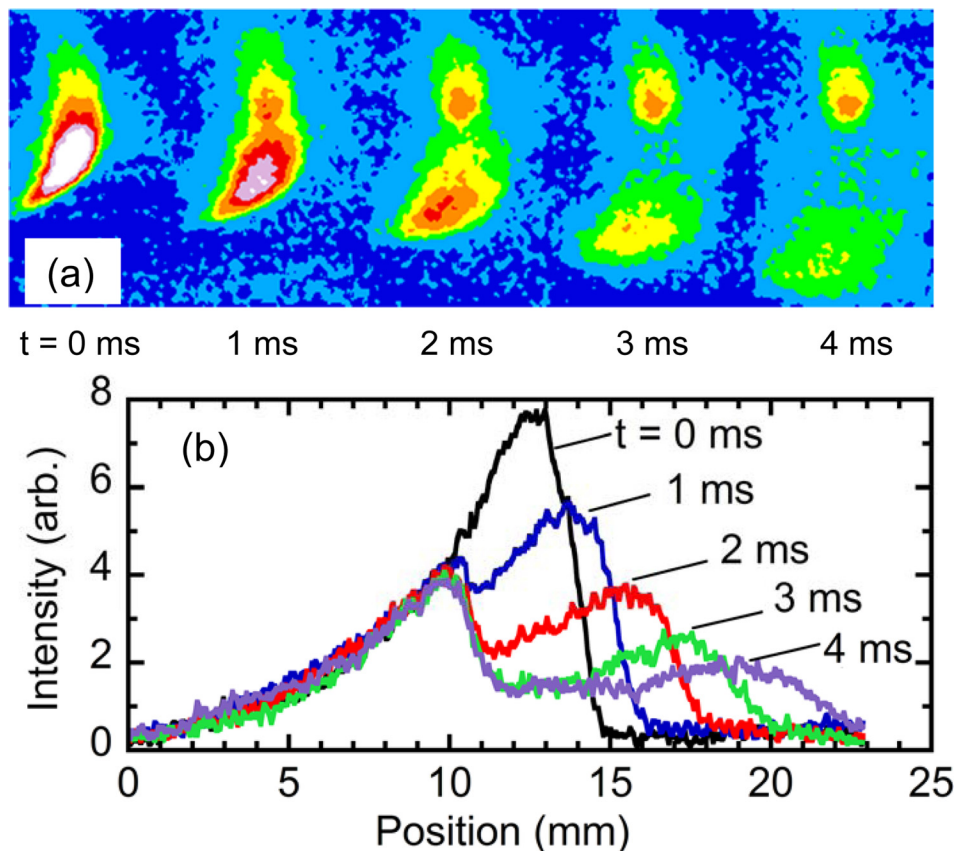 (a)
t = 0 ms 1 ms 2 ms 3 ms 4 ms
8
(b)
t = 0 ms
6
1 ms
2 ms
4
3 ms
2
4 ms
0
Intensity (arb.)
0 5 10 15 20 25
Position (mm)